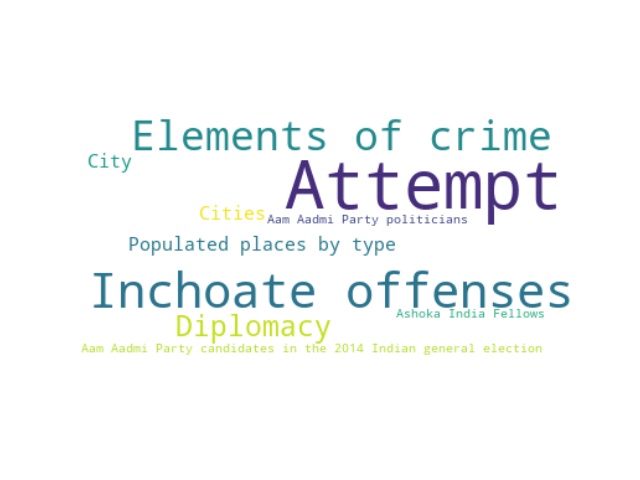 Elements of crime
City
Attempt
Cities
Aam Aadmi Party politicians
Populated places by type
Inchoate offenses
Ashoka India Fellows
Diplomacy
Aam Aadmi Party candidates in the 2014 Indian general election